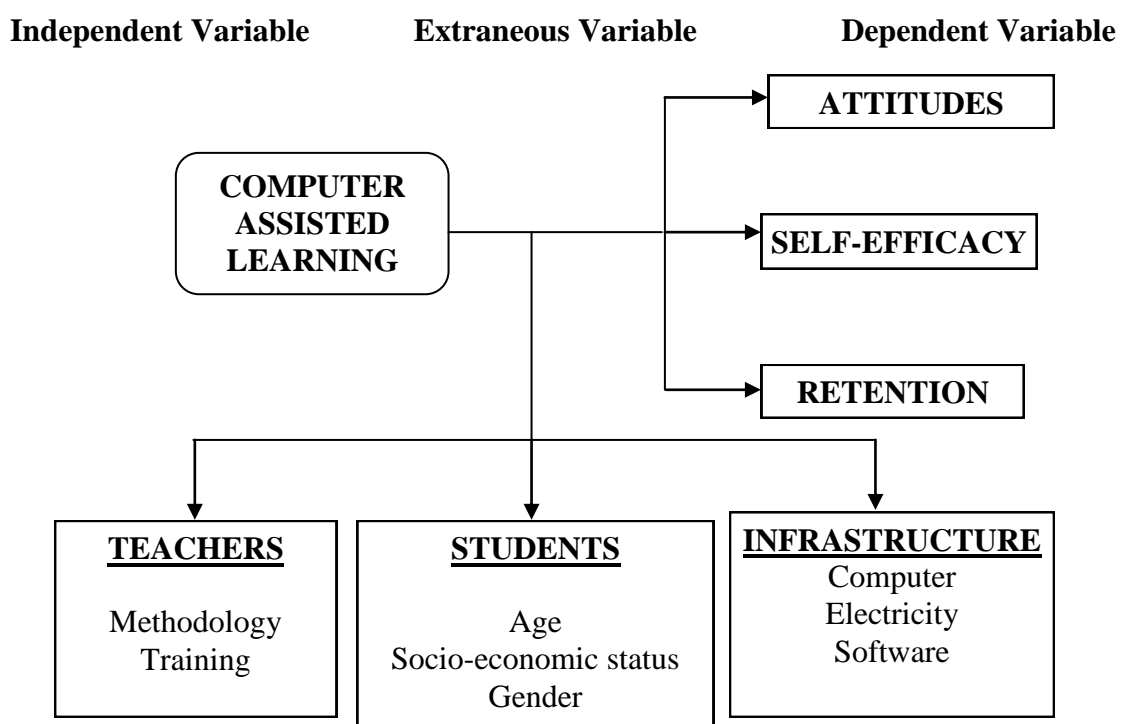 Independent Variable Extraneous Variable Dependent Variable
ATTITUDES
COMPUTER
ASSISTED
LEARNING
SELF-EFFICACY
RETENTION
TEACHERS
Methodology
Training
STUDENTS
Age
Socio-economic status
Gender
INFRASTRUCTURE
Computer
Electricity
Software